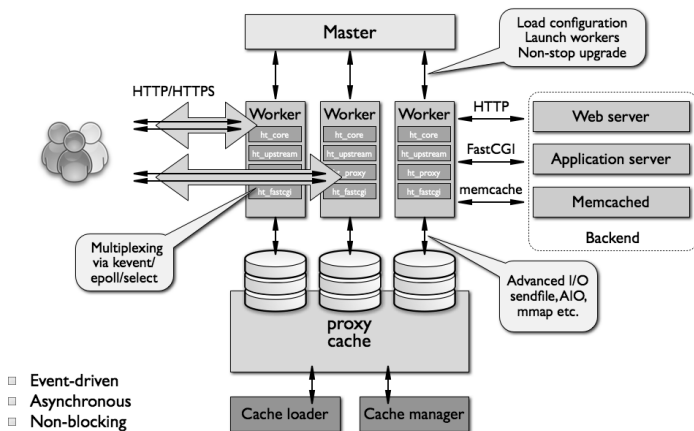 Master
Load configuration
Launch workers
Non-stop upgrade
HTTP/HTTPS
Worker
ht_core
ht_upstream
ht_fastcgi
Worker
ht_core
ht_upstream
t_proxy
ht_fastcgi
Worker
ht_core
ht_upstream
ht_proxy
ht_fastcgi
HTTP
FastCGI
memcache
Web server
Application server
Memcached
Backend
Multiplexing
via kevent/
epoll/select
Advanced I/O
sendfile, AIO,
mmap etc.
proxy
cache
Event-driven
Asynchronous
Non-blocking
Cache loader
Cache manager